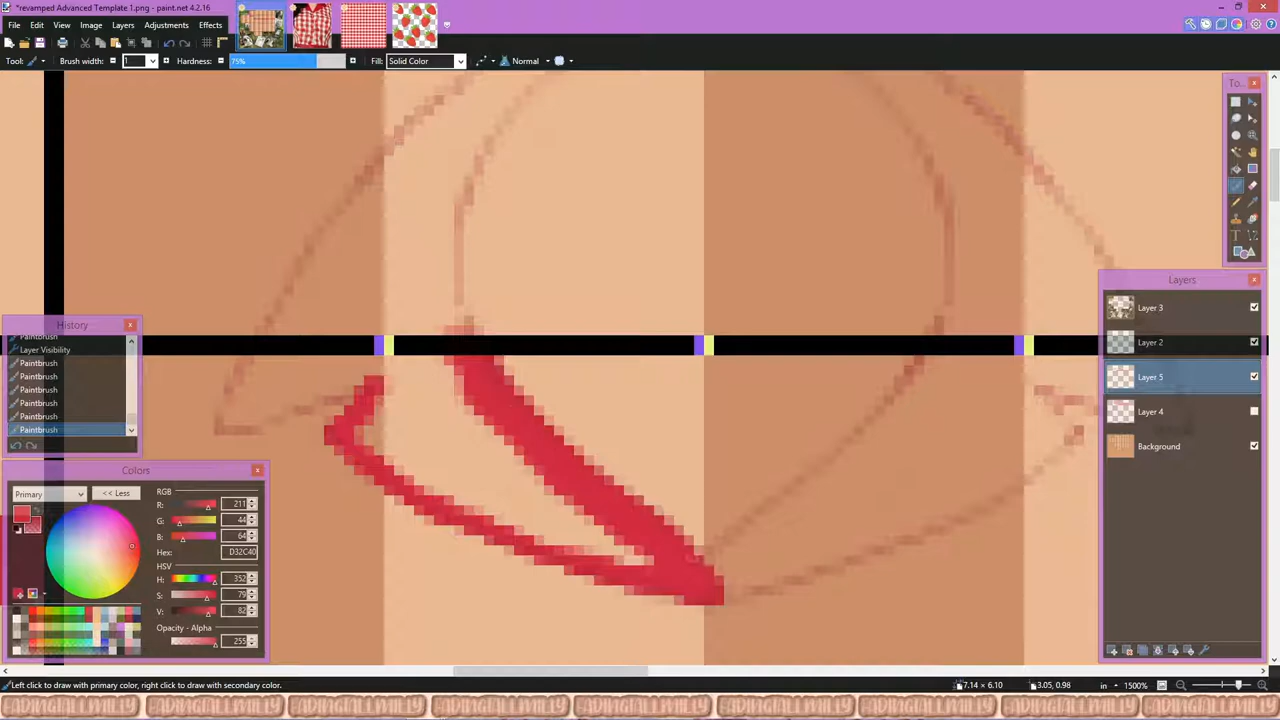 *revamped Advanced Template 1.png - paint.net 4.2.16
File Edit View Image Layers Adjustments Effects
Tool: Brush width: 1 Hardness: 75% Fill: Solid Color Normal
To...
Layers
Layer 3
Layer 2
Layer 5
Layer 4
Background
History
Paintbrush
Layer Visibility
Paintbrush
Paintbrush
Paintbrush
Paintbrush
Paintbrush
Paintbrush
Colors
Primary << Less
RGB
R: 211
G: 44
B: 64
Hex: D32C40
HSV
H: 352
S: 79
V: 82
Opacity - Alpha
255
Left click to draw with primary color, right click to draw with secondary color. 7.14 × 6.10 3.05, 0.98 in 1500%